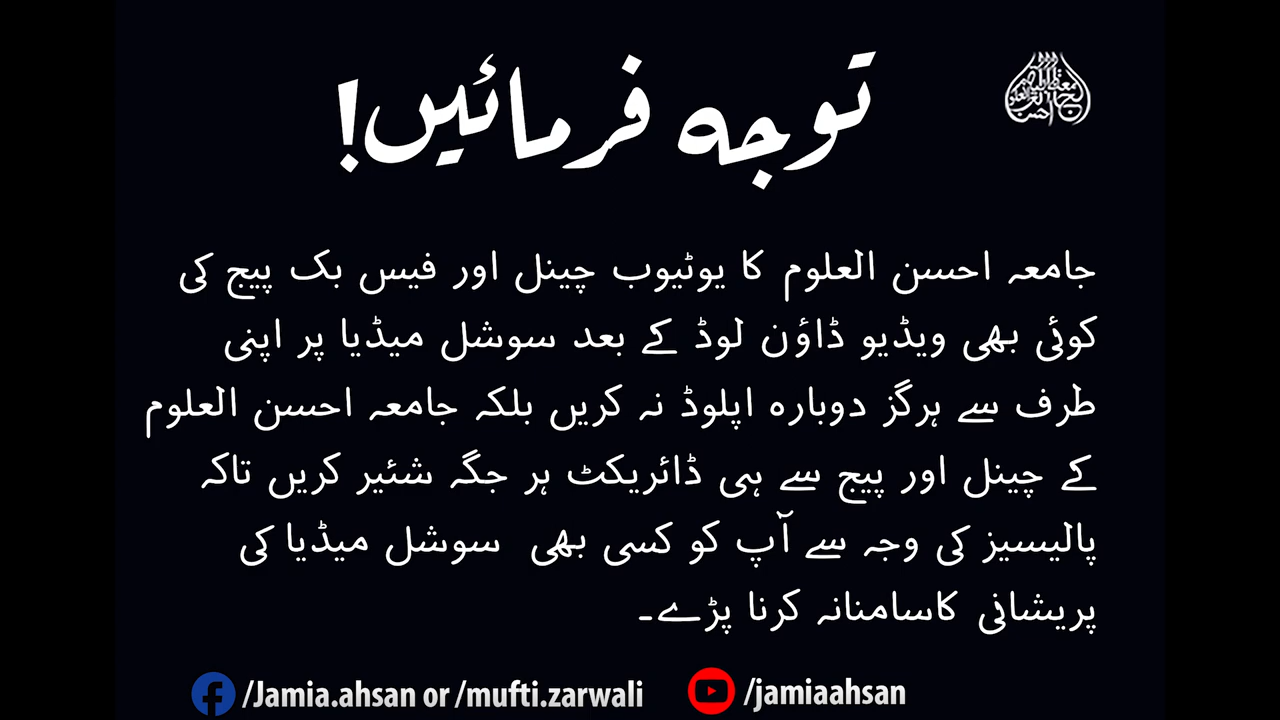 توجہ فرمائیں!
جامعہ احسن العلوم کا یوٹیوب چینل اور فیس بک پیج کی
کوئی بھی ویڈیو ڈاؤن لوڈ کے بعد سوشل میڈیا پر اپنی
طرف سے ہرگز دوبارہ اپلوڈ نہ کریں بلکہ جامعہ احسن العلوم
کے چینل اور پیج سے ہی ڈائریکٹ ہر جگہ شئیر کریں تاکہ
پالیسیز کی وجہ سے آپ کو کسی بھی سوشل میڈیا کی
پریشانی کاسامنانہ کرنا پڑے۔
/Jamia.ahsan or /mufti.zarwali
/jamiaahsan